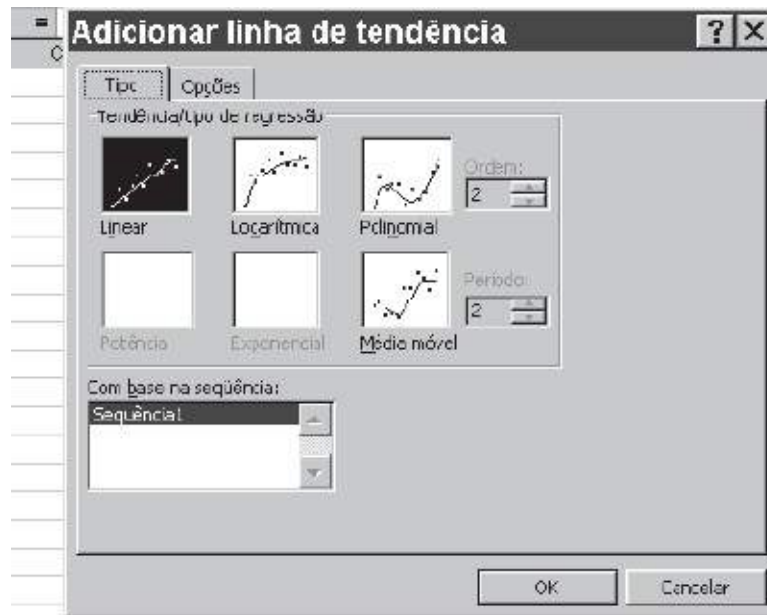 =
Adicionar linha de tendência
? X
C
Tipo Opções
Tendência/tipo de regressão
Linear
Logarítmica
Polinomial
Ordem:
2
Potência
Exponencial
Média móvel
Período:
2
Com base na seqüência:
Seqüência1
OK Cancelar